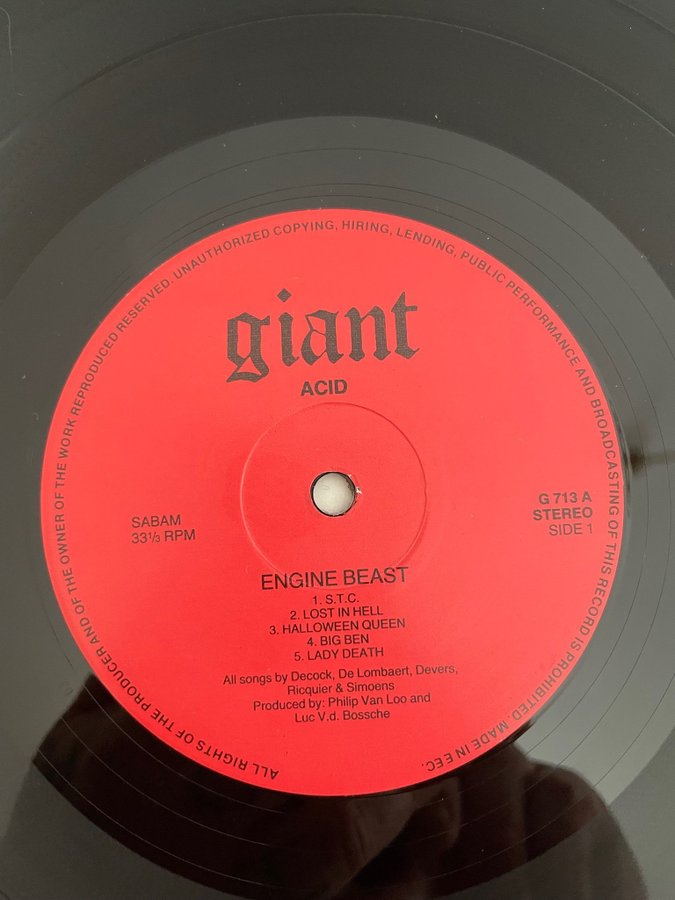 ALL RIGHTS OF THE PRODUCER AND OF THE OWNER OF THE WORK REPRODUCED RESERVED. UNAUTHORIZED COPYING, HIRING, LENDING, PUBLIC PERFORMANCE AND BROADCASTING OF THIS RECORD IS PROHIBITED. MADE IN EEC.
giant
ACID
SABAM
33⅓ RPM
G 713 A
STEREO
SIDE 1
ENGINE BEAST
1. S.T.C.
2. LOST IN HELL
3. HALLOWEEN QUEEN
4. BIG BEN
5. LADY DEATH
All songs by Decock, De Lombaert, Devers,
Ricquier & Simoens
Produced by: Philip Van Loo and
Luc V.d. Bossche